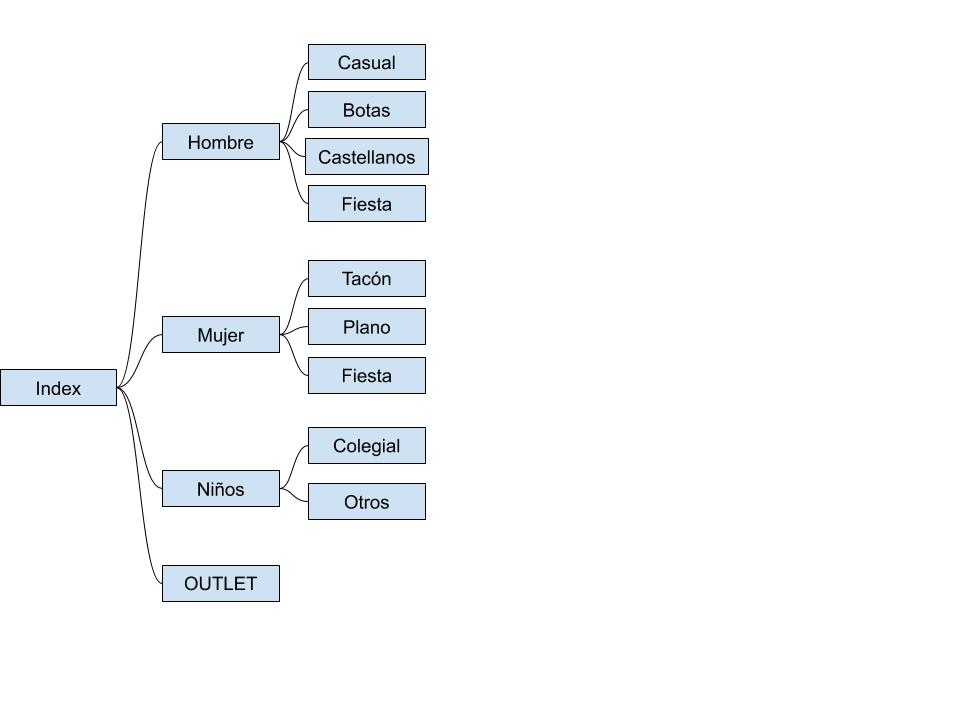 Index
Hombre
Casual
Botas
Castellanos
Fiesta
Mujer
Tacón
Plano
Fiesta
Niños
Colegial
Otros
OUTLET